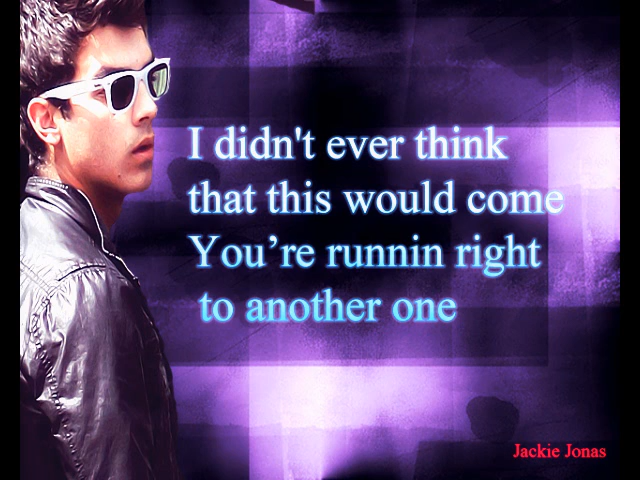 I didn't ever think
that this would come
You’re runnin right
to another one
Jackie Jonas